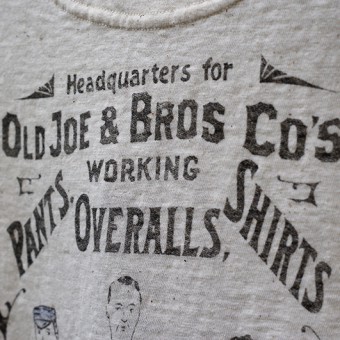 Headquarters for
OLD JOE & BROS CO'S
WORKING
PANTS. OVERALLS, SHIRTS